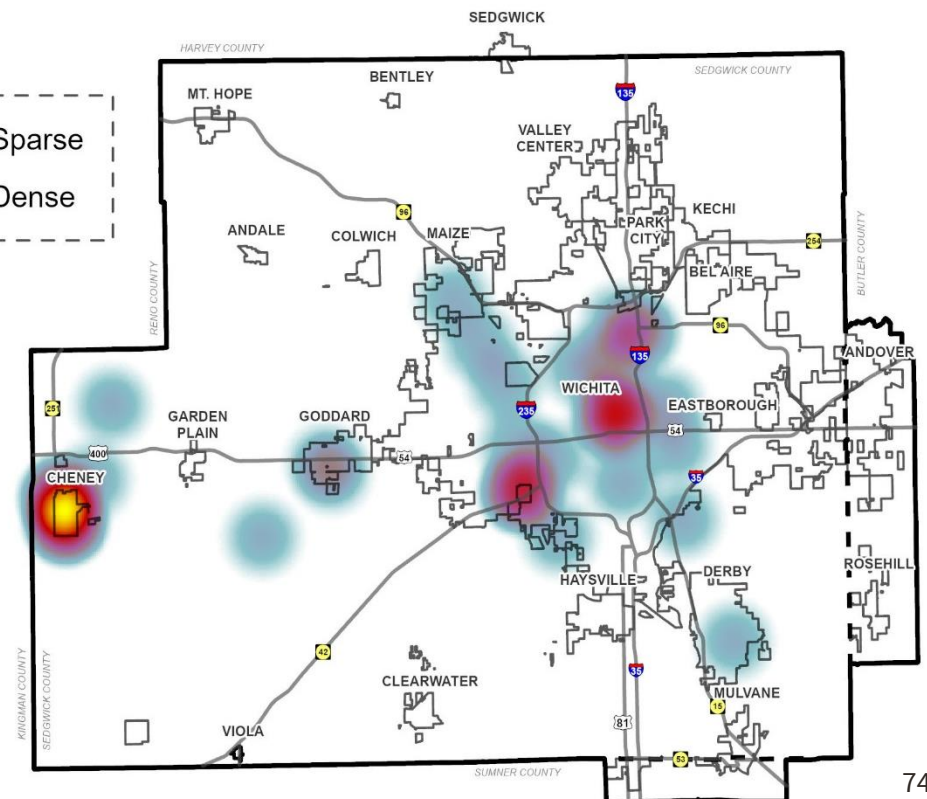 SEDGWICK
HARVEY COUNTY
SEDGWICK COUNTY
BENTLEY
MT. HOPE
135
Sparse
VALLEY
CENTER
Dense
96
KECHI
PARK
CITY
ANDALE
COLWICH
MAIZE
254
BEL AIRE
RENO COUNTY
BUTLER COUNTY
96
135
ANDOVER
WICHITA
251
235
EASTBOROUGH
GARDEN
PLAIN
GODDARD
54
400
54
CHENEY
35
HAYSVILLE
DERBY
ROSEHILL
42
35
CLEARWATER
KINGMAN COUNTY
SEDGWICK COUNTY
MULVANE
15
81
VIOLA
53
SUMNER COUNTY
74